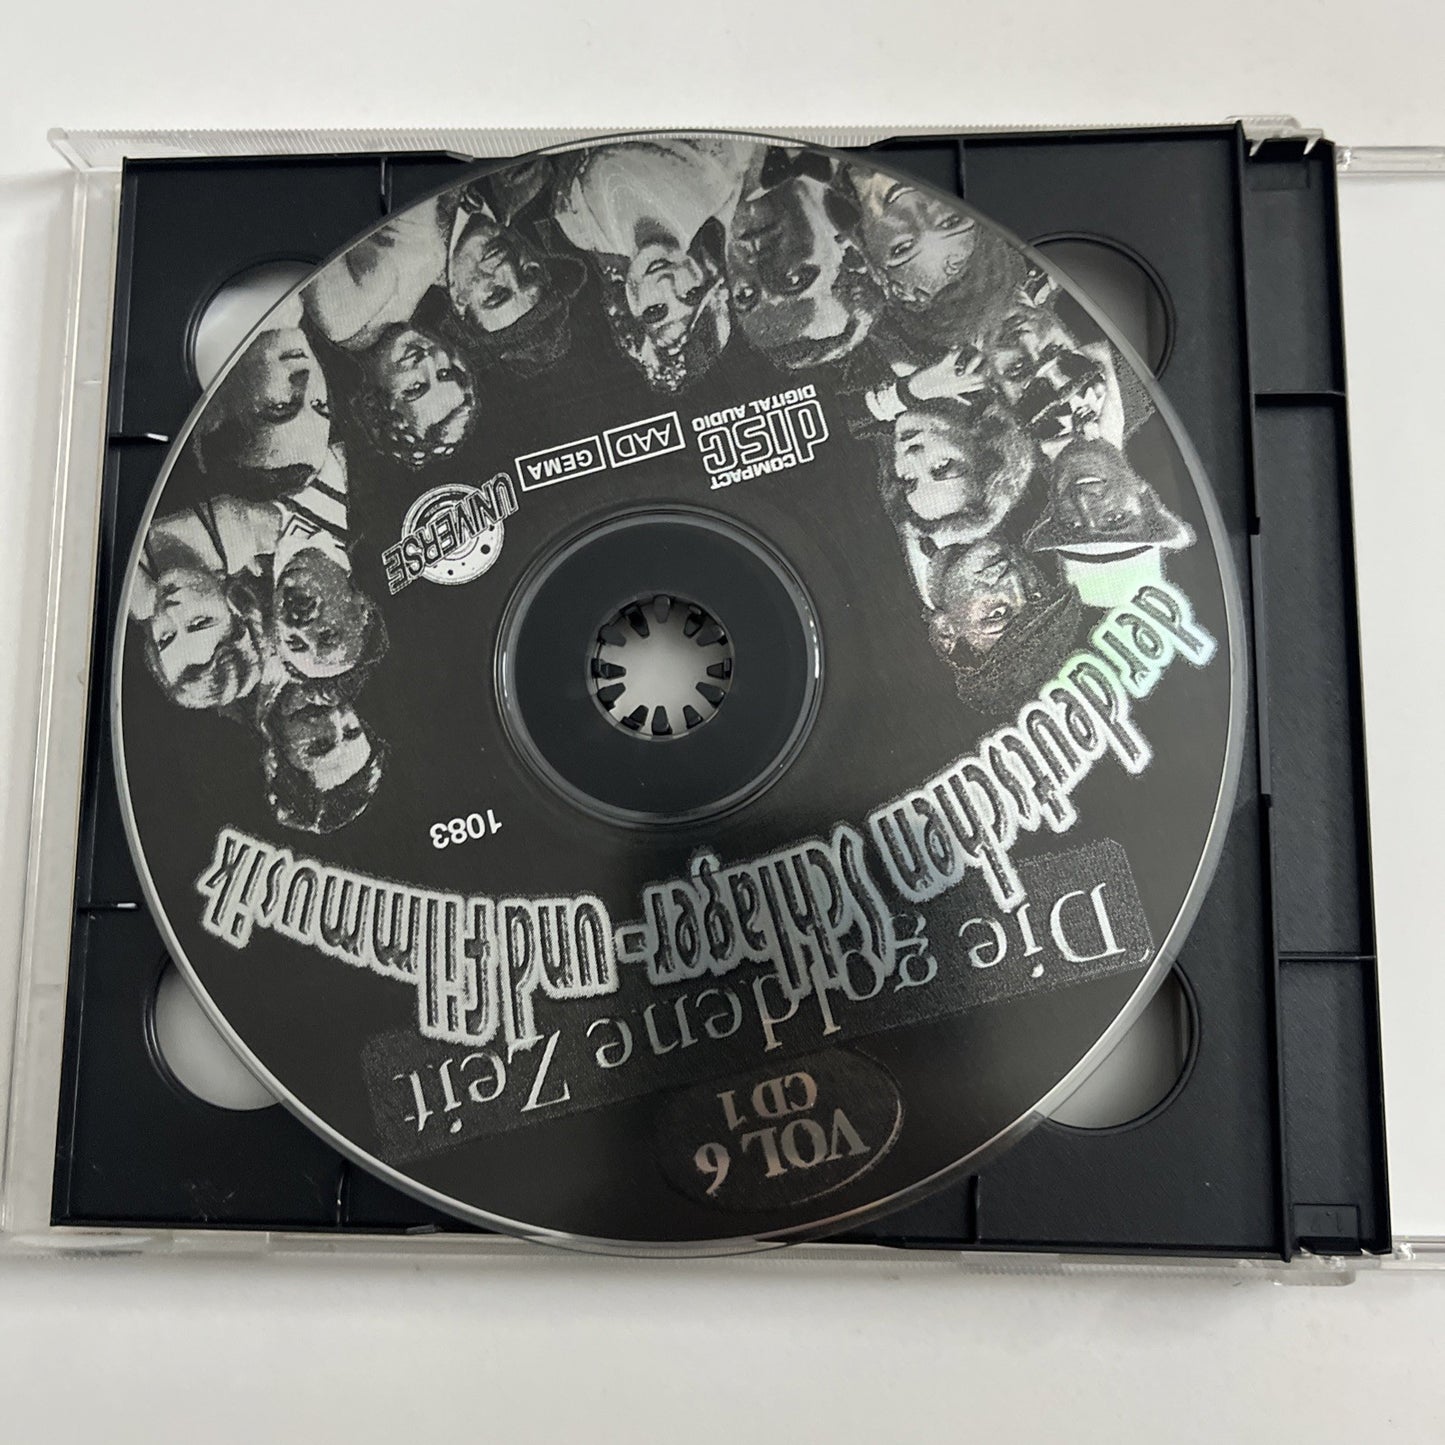 VOL 6
CD 1
Die goldene Zeit
der deutschen Schlager- und Filmmusik
1083
UNIVERSE
GEMA
AAD
COMPACT
disc
DIGITAL AUDIO